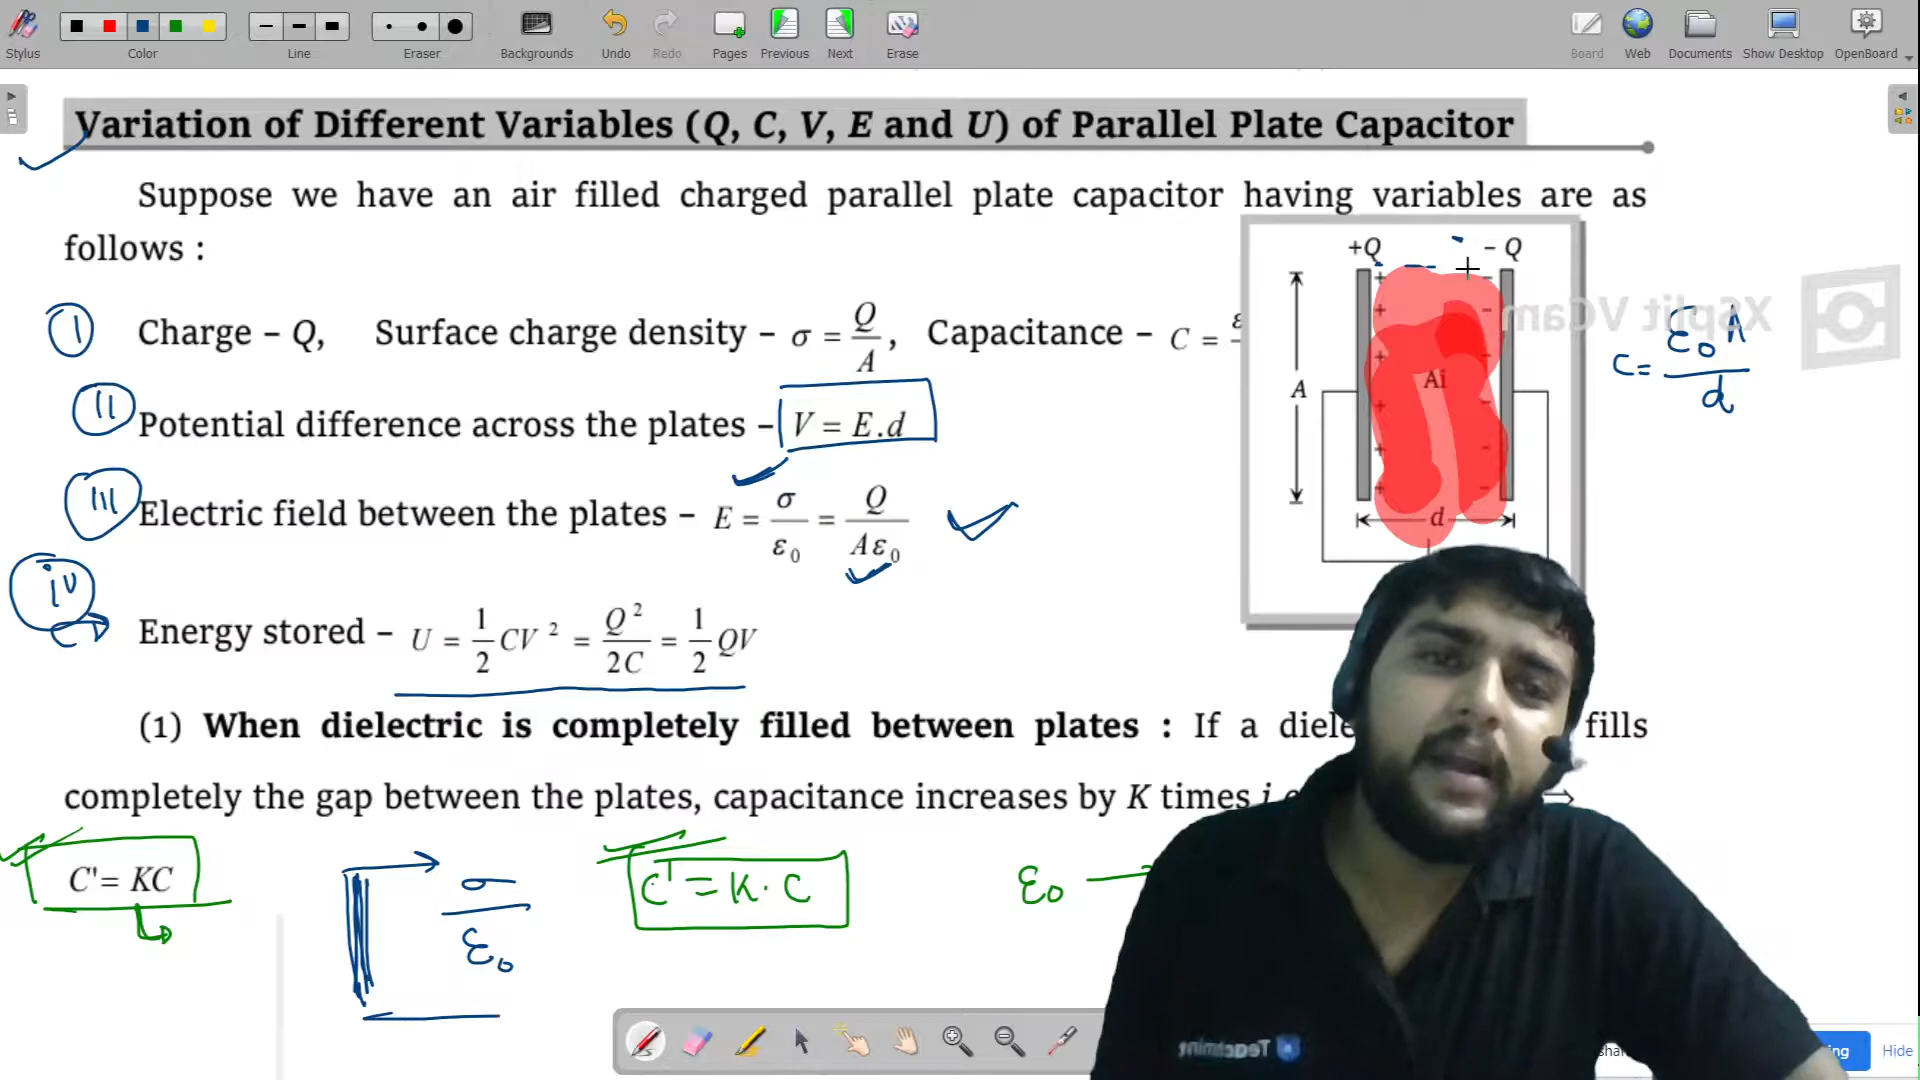 Stylus Color Line Eraser Backgrounds Undo Redo Pages Previous Next Erase Board Web Documents Show Desktop OpenBoard
Variation of Different Variables (Q, C, V, E and U) of Parallel Plate Capacitor
Suppose we have an air filled charged parallel plate capacitor having variables are as
follows :
+Q - Q
XSplit VCam
I Charge – Q, Surface charge density – σ = Q/A, Capacitance – C = ε
C = ε0 A / d
A
Ai
II Potential difference across the plates – V = E.d
III Electric field between the plates – E = σ/ε0 = Q/Aε0
d
iv Energy stored – U = 1/2 CV² = Q²/2C = 1/2 QV
(1) When dielectric is completely filled between plates : If a fills
completely the gap between the plates, capacitance increases by K times ⇒
C'= KC
σ/ε0
C' = K · C
ε0 →
Teachmint
Hide